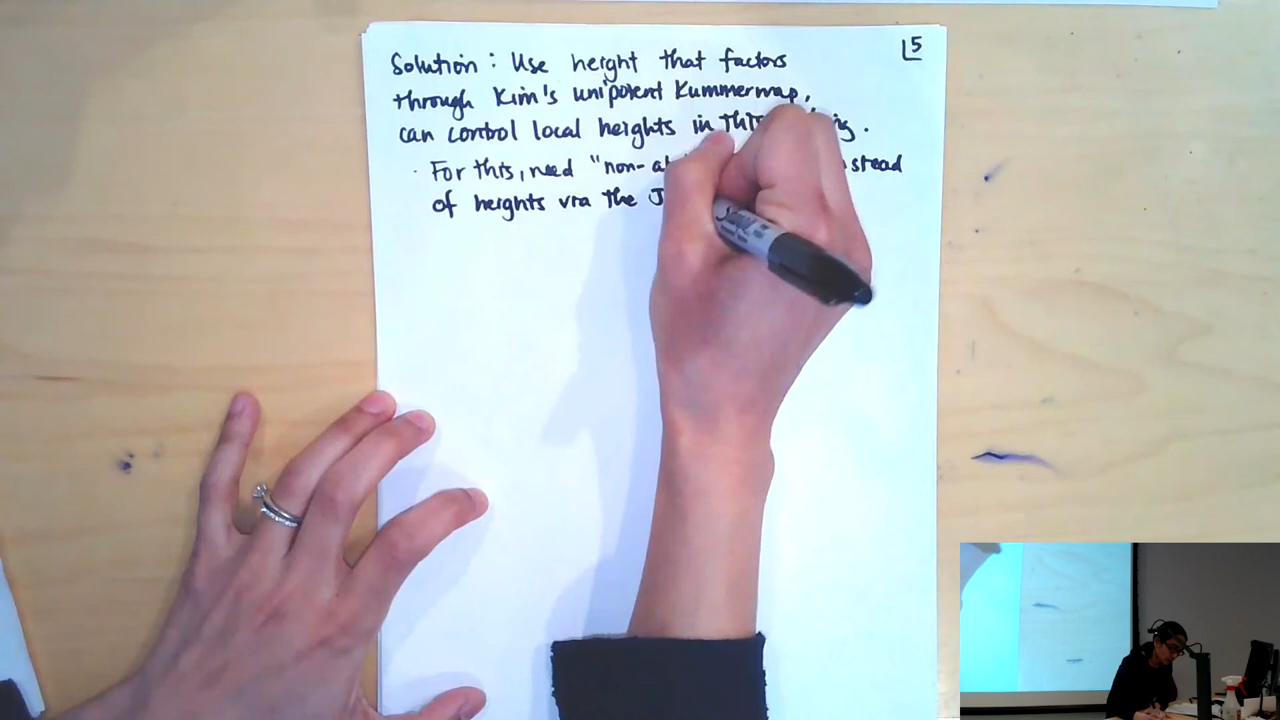 5
Solution : Use height that factors
through Kim's unipotent Kummer map,
can control local heights in this
For this, need "non-
of heights via the J